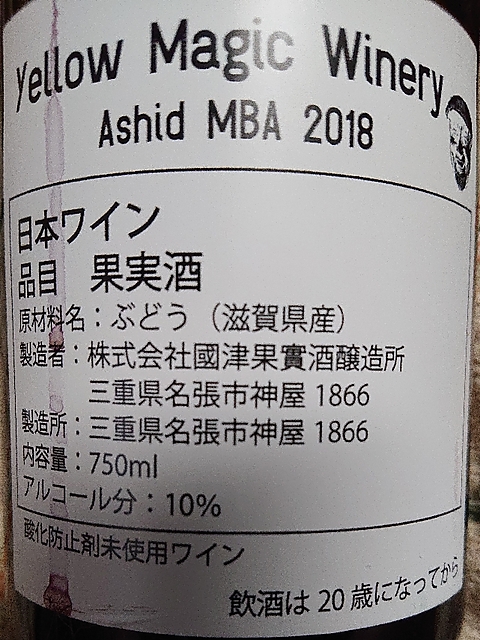 Yellow Magic Winery
Ashid MBA 2018
日本ワイン
品目 果実酒
原材料名：ぶどう（滋賀県産）
製造者：株式会社國津果實酒醸造所
三重県名張市神屋 1866
製造所：三重県名張市神屋 1866
内容量：750ml
アルコール分：10%
酸化防止剤未使用ワイン
飲酒は 20 歳になってから